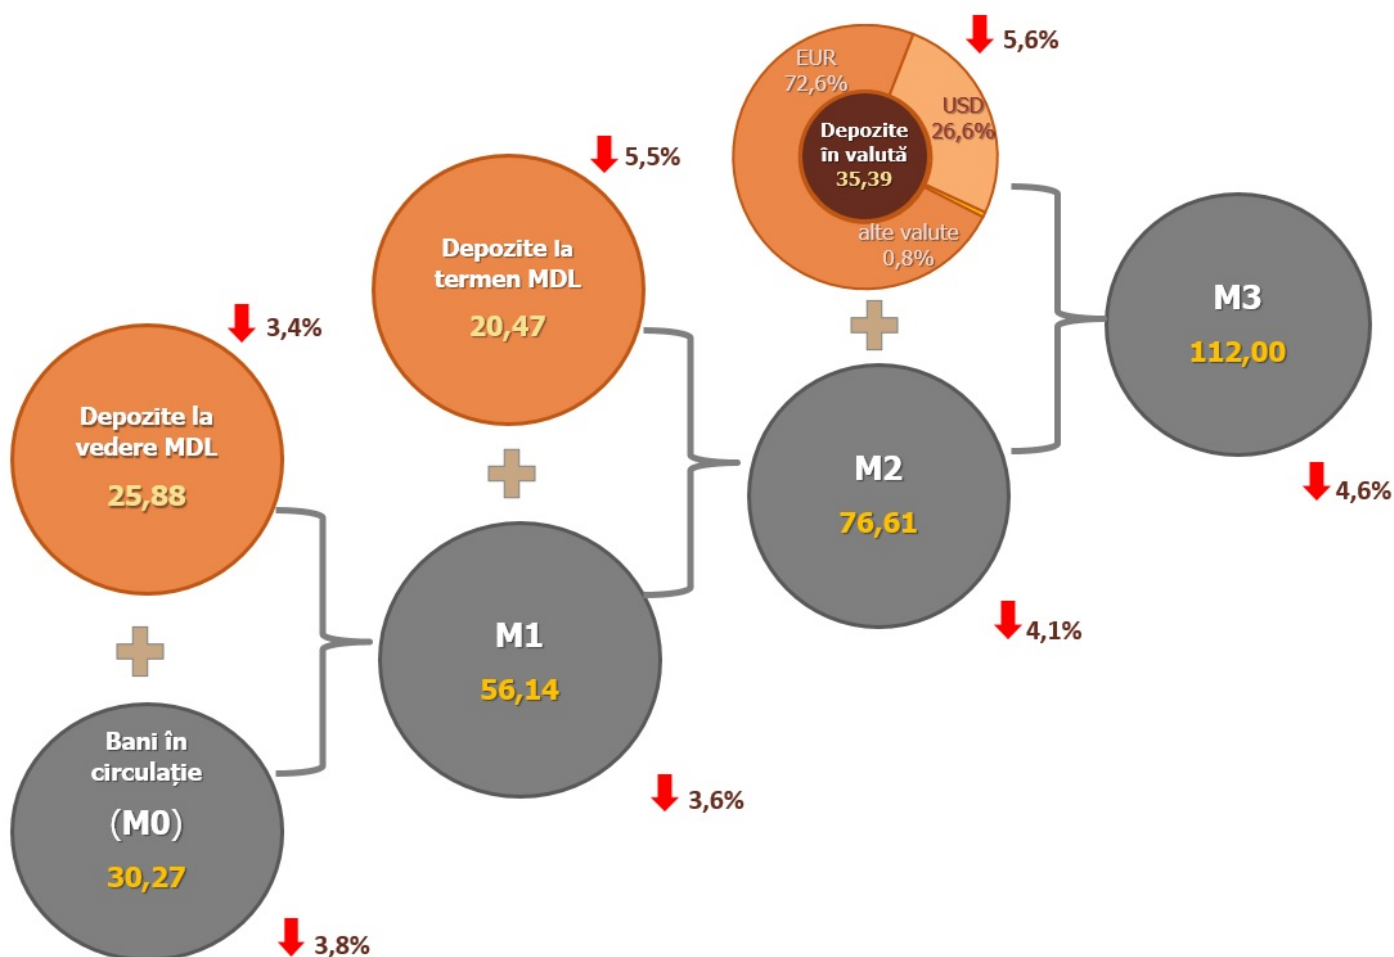 5,6%
EUR
72,6%
USD
26,6%
Depozite
în valută
35,39
alte valute
0,8%
5,5%
Depozite la
termen MDL
20,47
M3
112,00
4,6%
3,4%
Depozite la
vedere MDL
25,88
M2
76,61
4,1%
M1
56,14
3,6%
Bani în
circulație
(M0)
30,27
3,8%